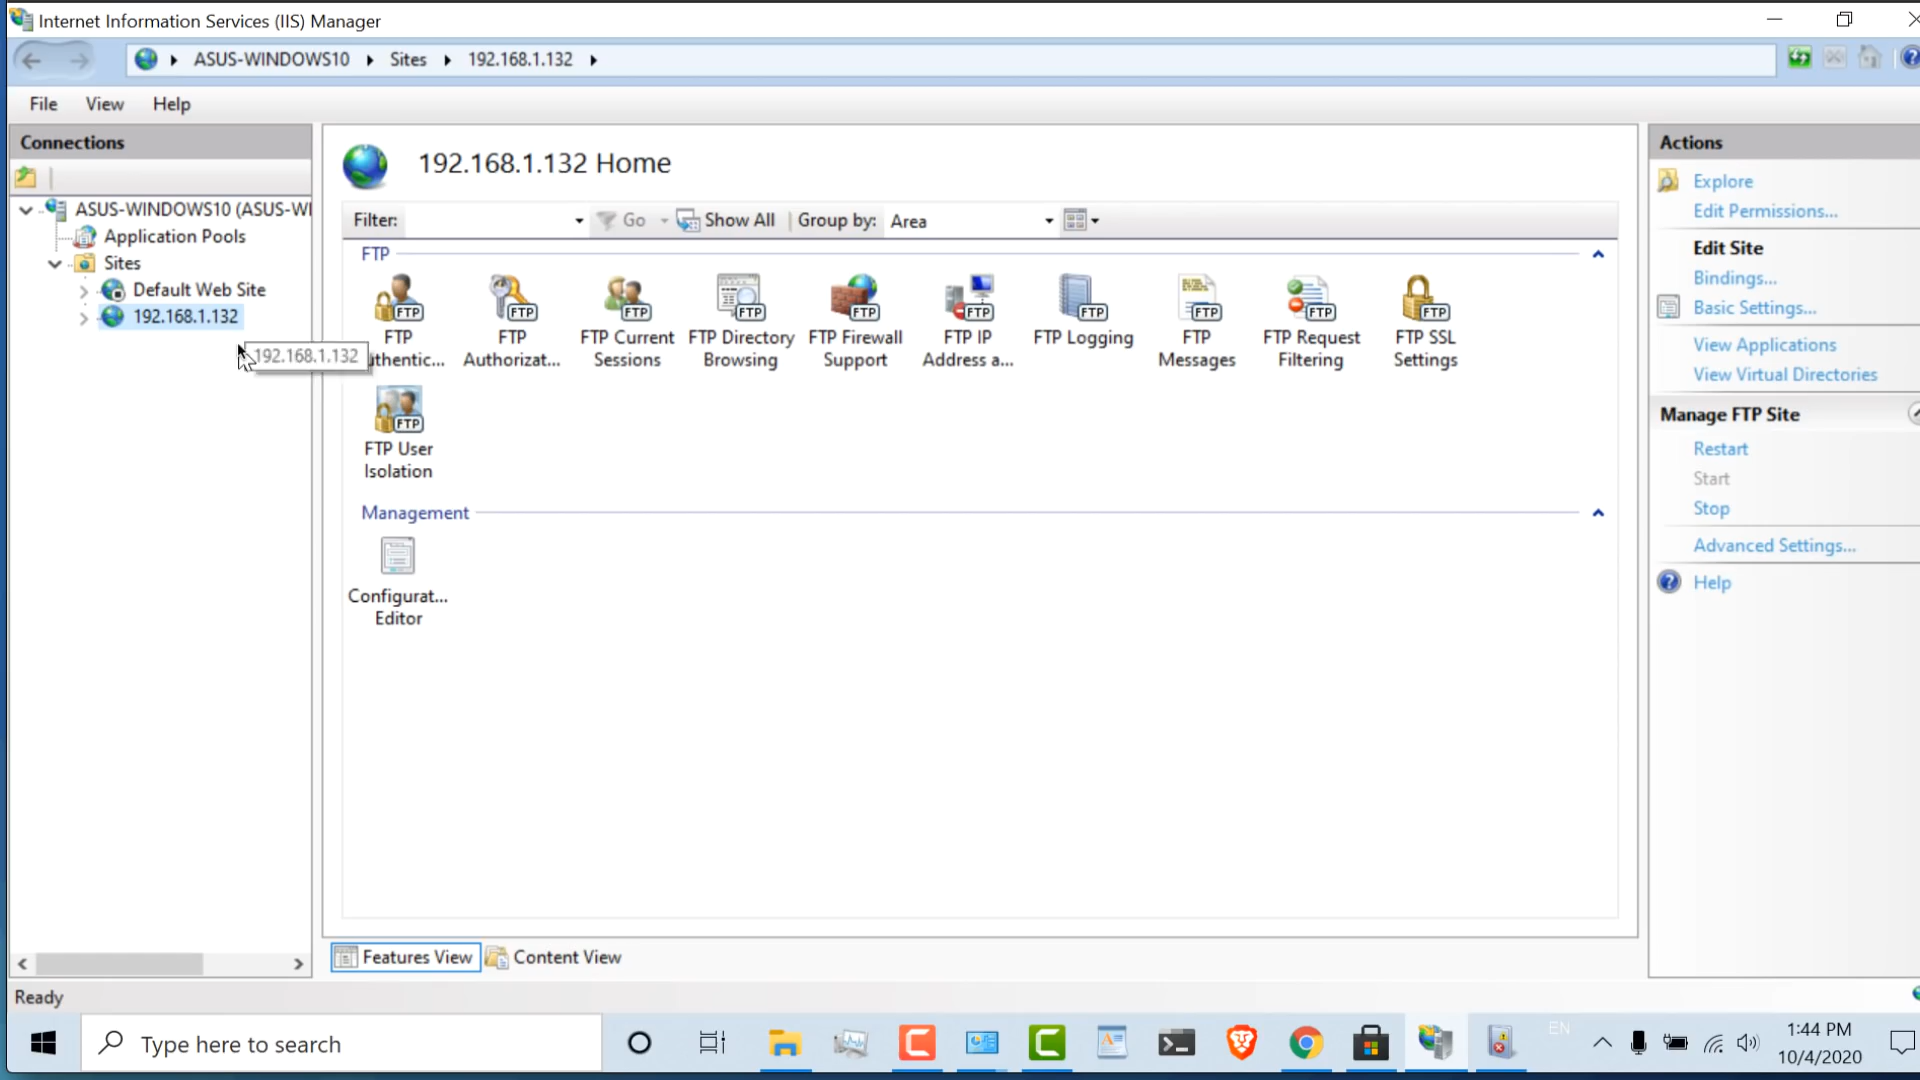 Internet Information Services (IIS) Manager
ASUS-WINDOWS10 Sites 192.168.1.132
File View Help
Connections
ASUS-WINDOWS10 (ASUS-WI
Application Pools
Sites
Default Web Site
192.168.1.132
192.168.1.132
192.168.1.132 Home
Filter: Go Show All Group by: Area
FTP
FTP
uthentic...
FTP
Authorizat...
FTP Current
Sessions
FTP Directory
Browsing
FTP Firewall
Support
FTP IP
Address a...
FTP Logging
FTP
Messages
FTP Request
Filtering
FTP SSL
Settings
FTP User
Isolation
FTP FTP FTP FTP FTP FTP FTP FTP FTP FTP
FTP
Management
Configurat...
Editor
Features View Content View
Actions
Explore
Edit Permissions...
Edit Site
Bindings...
Basic Settings...
View Applications
View Virtual Directories
Manage FTP Site
Restart
Start
Stop
Advanced Settings...
Help
Ready
Type here to search
EN
1:44 PM
10/4/2020